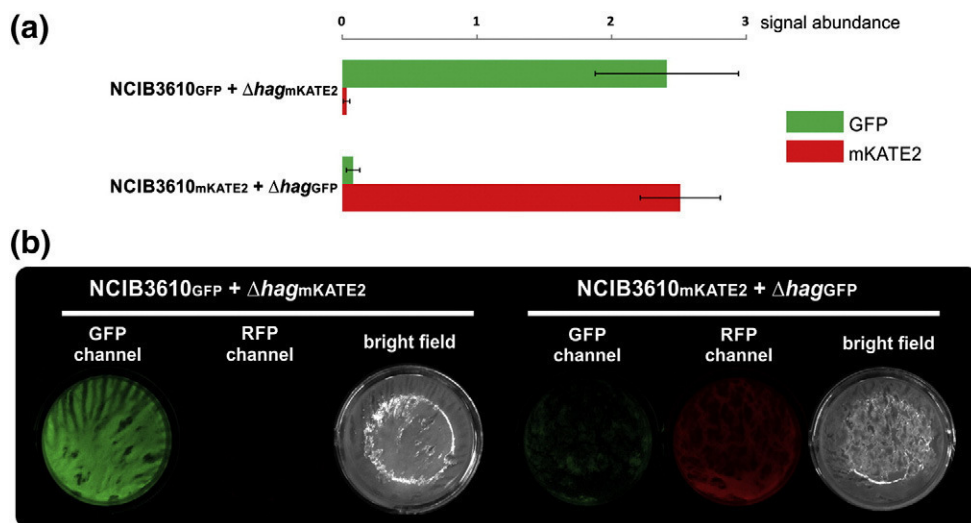 (a)
0 1 2 3 signal abundance
NCIB3610GFP + ΔhagmKATE2
NCIB3610mKATE2 + ΔhagGFP
GFP
mKATE2
(b)
NCIB3610GFP + ΔhagmKATE2
GFP
channel
RFP
channel
bright field
NCIB3610mKATE2 + ΔhagGFP
GFP
channel
RFP
channel
bright field